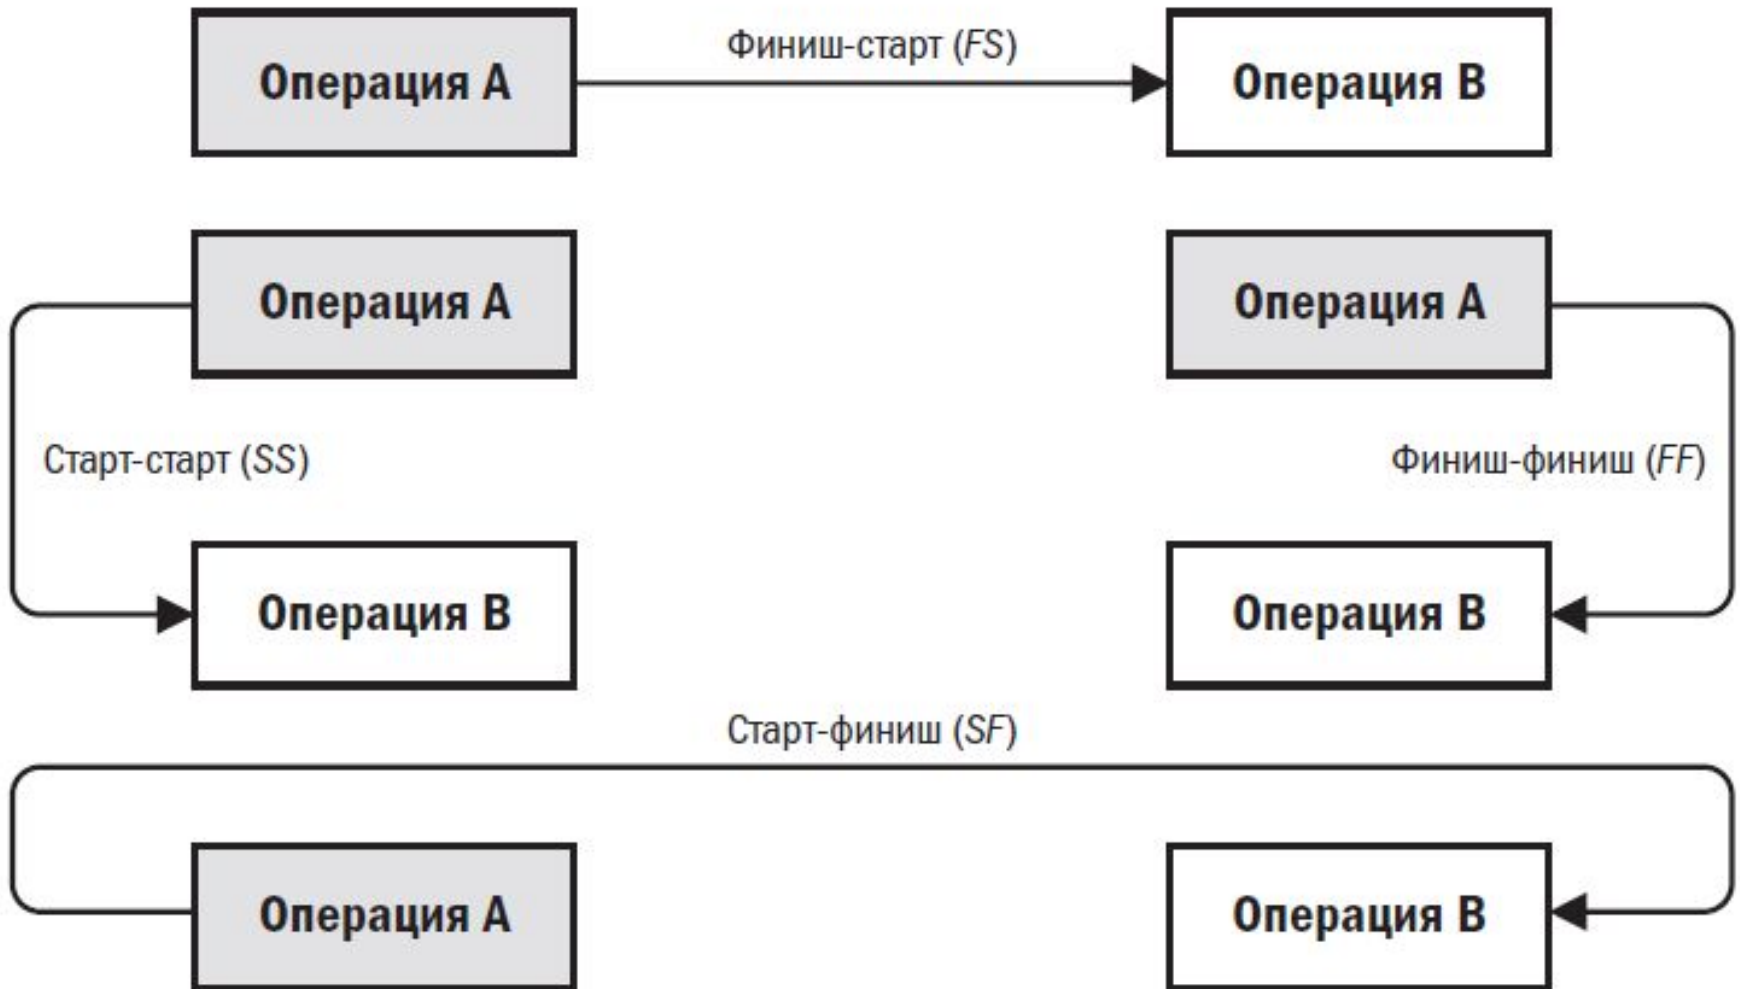 Финиш-старт (FS)
Операция A
Операция B
Операция A
Операция A
Старт-старт (SS)
Финиш-финиш (FF)
Операция B
Операция B
Старт-финиш (SF)
Операция A
Операция B